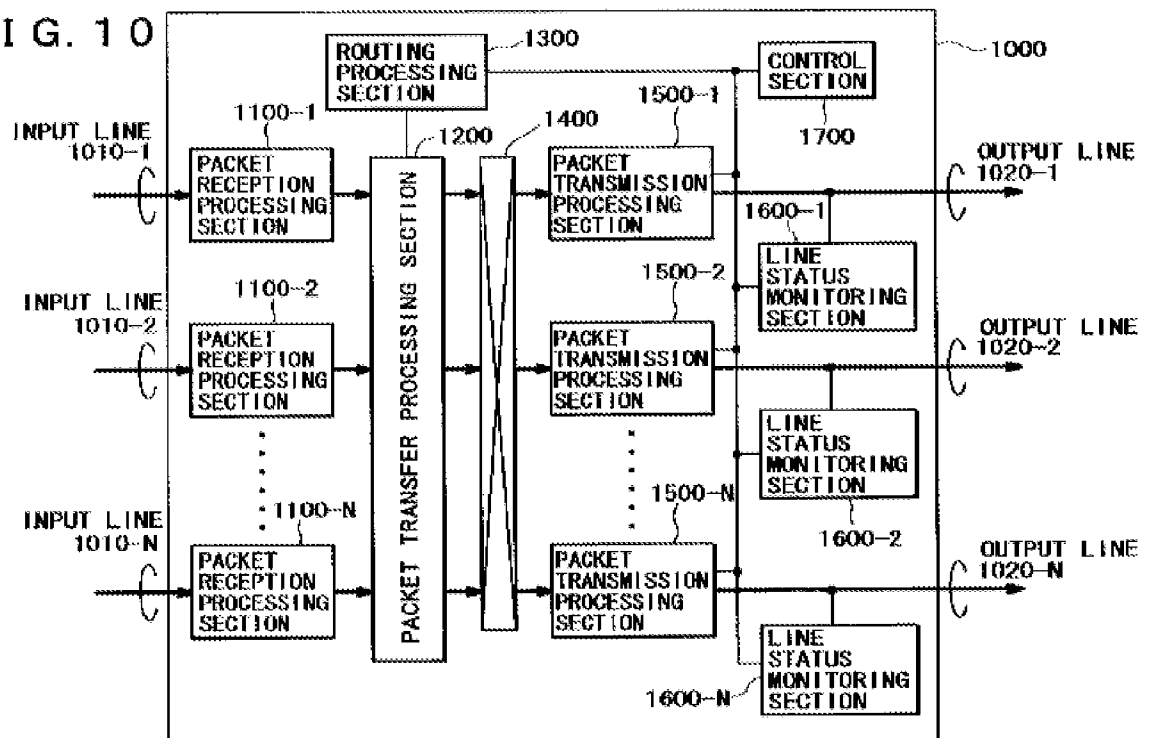 I G. 10
ROUTING
PROCESSING
SECTION
1300
CONTROL
SECTION
1700
1000
INPUT LINE
1010-1
1100-1
PACKET
RECEPTION
PROCESSING
SECTION
1200
PACKET TRANSFER PROCESSING SECTION
1400
1500-1
PACKET
TRANSMISSION
PROCESSING
SECTION
OUTPUT LINE
1020-1
1600-1
LINE
STATUS
MONITORING
SECTION
INPUT LINE
1010-2
1100-2
PACKET
RECEPTION
PROCESSING
SECTION
1500-2
PACKET
TRANSMISSION
PROCESSING
SECTION
OUTPUT LINE
1020-2
LINE
STATUS
MONITORING
SECTION
1600-2
INPUT LINE
1010-N
1100-N
PACKET
RECEPTION
PROCESSING
SECTION
1500-N
PACKET
TRANSMISSION
PROCESSING
SECTION
OUTPUT LINE
1020-N
LINE
STATUS
MONITORING
SECTION
1600-N